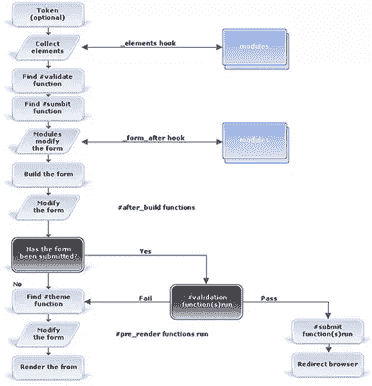 Token
(optional)
Collect
elements
_elements hook
modules
Find #validate
function
Find #sumbit
function
Modules
modify
the form
_form_after hook
modules
Build the form
Modify
the form
#after_build functions
Has the form
been submitted?
Yes
No
#validation
function(s)run
Fail
Pass
Find #theme
function
Modify
the form
#pre_render functions run
#submit
function(s)run
Render the from
Redirect browser